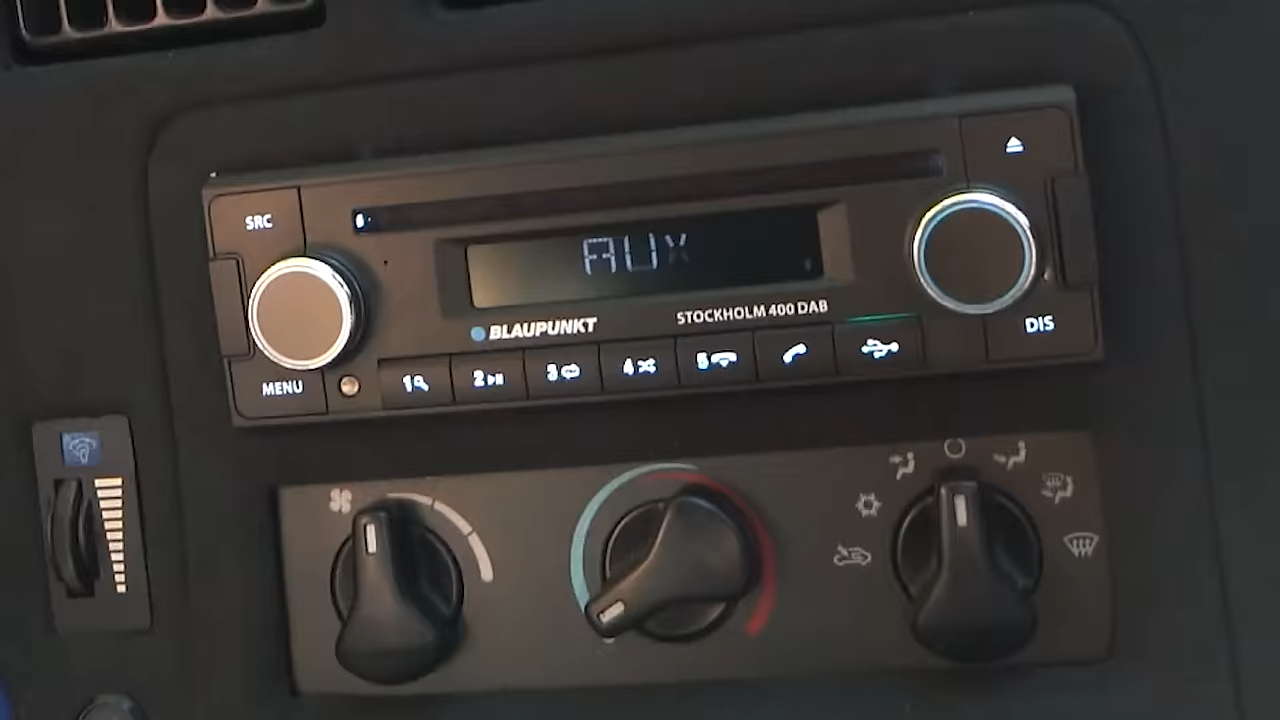 SRC
AUX
BLAUPUNKT
STOCKHOLM 400 DAB
DIS
MENU
1
2
3
4
5